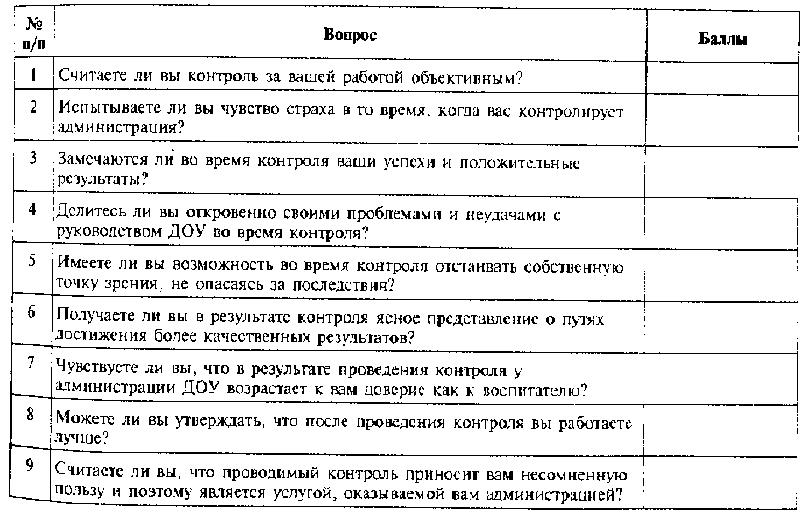 № п/п Вопрос Баллы
1 Считаете ли вы контроль за вашей работой объективным?
2 Испытываете ли вы чувство страха в то время, когда вас контролирует
администрация?
3 Замечаются ли во время контроля ваши успехи и положительные
результаты?
4 Делитесь ли вы откровенно своими проблемами и неудачами с
руководством ДОУ во время контроля?
5 Имеете ли вы возможность во время контроля отстаивать собственную
точку зрения, не опасаясь за последствия?
6 Получаете ли вы в результате контроля ясное представление о путях
достижения более качественных результатов?
7 Чувствуете ли вы, что в результате проведения контроля у
администрации ДОУ возрастает к вам доверие как к воспитателю?
8 Можете ли вы утверждать, что после проведения контроля вы работаете
лучше?
9 Считаете ли вы, что проводимый контроль приносит вам несомненную
пользу и поэтому является услугой, оказываемой вам администрацией?